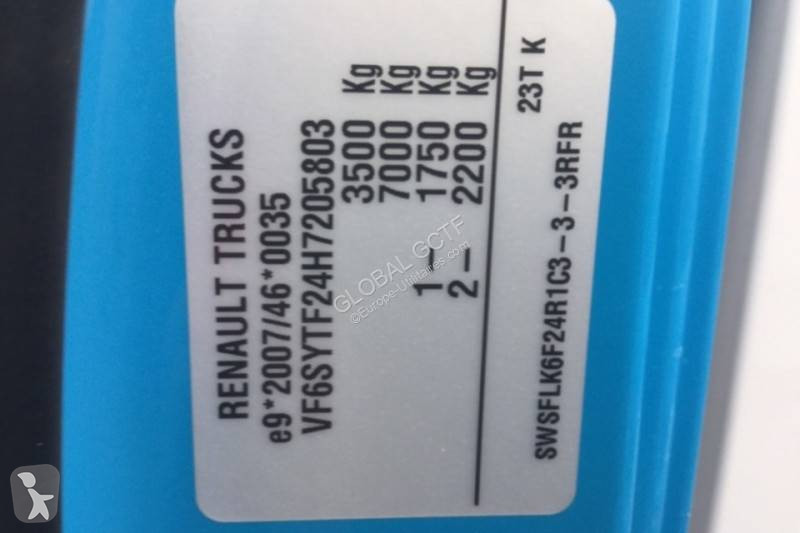 RENAULT TRUCKS
e9*2007/46*0035
VF6SYTF24H7205803
3500 Kg
7000 Kg
1- 1750 Kg
2- 2200 Kg
23T K
SWSFLK6F24R1C3-3-3RFR
GLOBAL GCTF
©Europe-Utilitaires.com